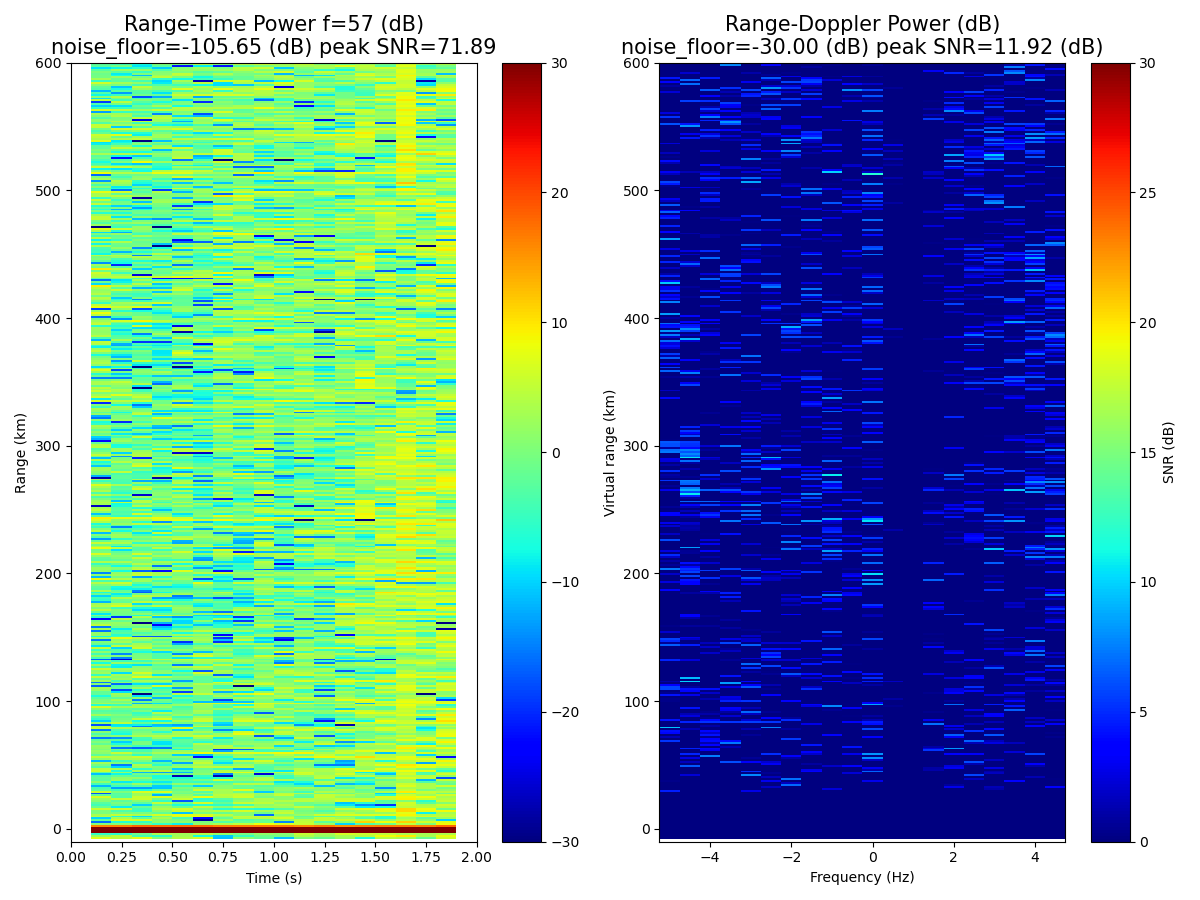 Range-Time Power f=57 (dB)
noise_floor=-105.65 (dB) peak SNR=71.89
Range-Doppler Power (dB)
noise_floor=-30.00 (dB) peak SNR=11.92 (dB)
600
500
400
300
200
100
0
Range (km)
0.00 0.25 0.50 0.75 1.00 1.25 1.50 1.75 2.00
Time (s)
30
20
10
0
−10
−20
−30
600
500
400
300
200
100
0
Virtual range (km)
−4 −2 0 2 4
Frequency (Hz)
30
25
20
15
10
5
0
SNR (dB)